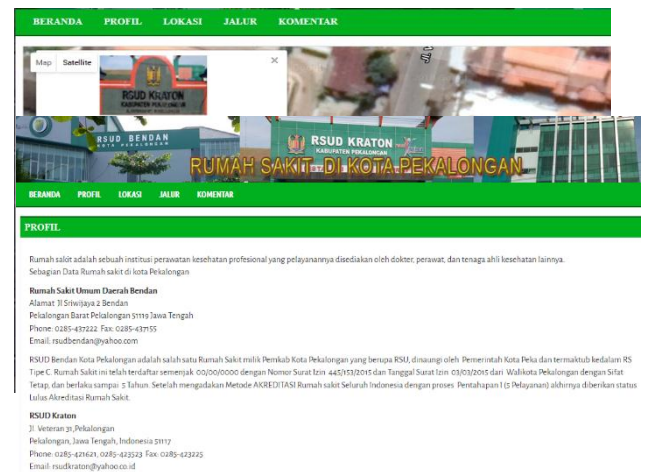 BERANDA PROFIL LOKASI JALUR KOMENTAR
Map Satellite
RSUD KRATON
KABUPATEN PEKALONGAN
RSUD BENDAN
KOTA PEKALONGAN
RSUD KRATON
KABUPATEN PEKALONGAN
RUMAH SAKIT DI KOTA PEKALONGAN
BERANDA PROFIL LOKASI JALUR KOMENTAR
PROFIL
Rumah sakit adalah sebuah institusi perawatan kesehatan profesional yang pelayanannya disediakan oleh dokter, perawat, dan tenaga ahli kesehatan lainnya.
Sebagian Data Rumah sakit di kota Pekalongan
Rumah Sakit Umum Daerah Bendan
Alamat Jl Sriwijaya 2 Bendan
Pekalongan Barat Pekalongan 51119 Jawa Tengah
Phone: 0285-437222 Fax: 0285-437155
Email: rsudbendan@yahoo.com
RSUD Bendan Kota Pekalongan adalah salah satu Rumah Sakit milik Pemkab Kota Pekalongan yang berupa RSU, dinaungi oleh Pemerintah Kota Peka dan termaktub kedalam RS
Tipe C. Rumah Sakit ini telah terdaftar semenjak 00/00/0000 dengan Nomor Surat Izin 445/153/2015 dan Tanggal Surat Izin 03/03/2015 dari Walikota Pekalongan dengan Sifat
Tetap, dan berlaku sampai 5 Tahun. Setelah mengadakan Metode AKREDITASI Rumah sakit Seluruh Indonesia dengan proses Pentahapan I (5 Pelayanan) akhirnya diberikan status
Lulus Akreditasi Rumah Sakit.
RSUD Kraton
Jl. Veteran 31,Pekalongan
Pekalongan, Jawa Tengah, Indonesia 51117
Phone: 0285-421621, 0285-423523 Fax: 0285-423225
Email: rsudkraton@yahoo.co.id